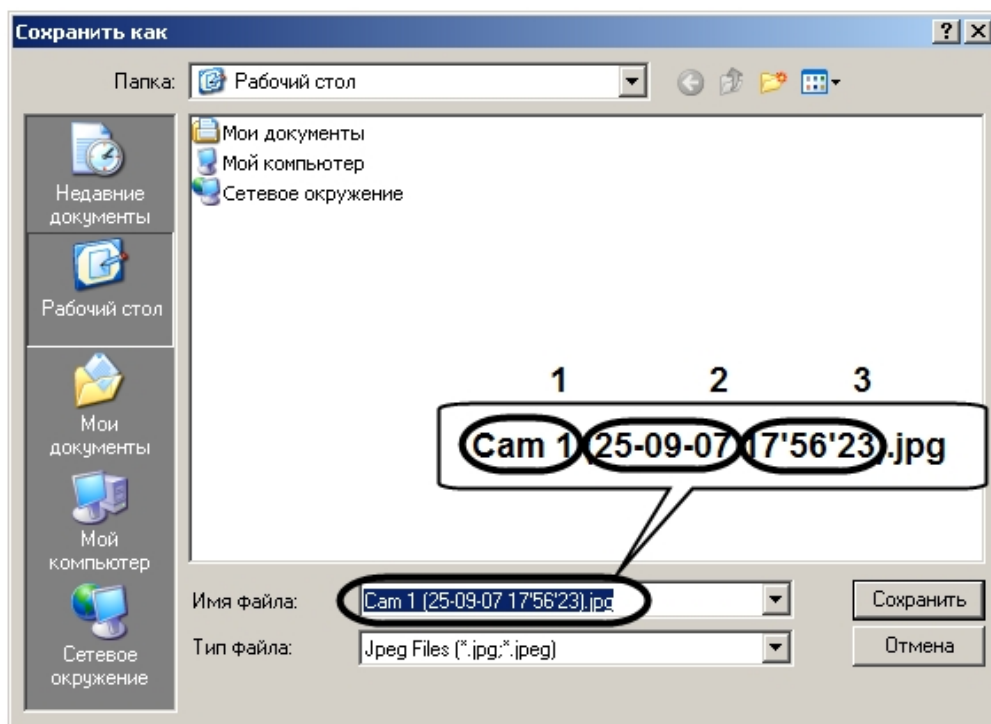 Сохранить как
Папка:
Рабочий стол
Недавние
документы
Рабочий стол
Мои
документы
Мой
компьютер
Сетевое
окружение
Мои документы
Мой компьютер
Сетевое окружение
1 2 3
Cam 1 (25-09-07 17'56'23).jpg
Имя файла:
Cam 1 (25-09-07 17'56'23).jpg
Сохранить
Тип файла:
Jpeg Files (*.jpg;*.jpeg)
Отмена